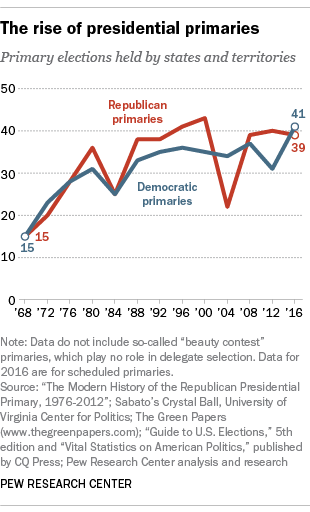 The rise of presidential primaries
Primary elections held by states and territories
50
40
30
20
10
0
Republican
primaries
Democratic
primaries
41
39
15
15
'68 '72 '76 '80 '84 '88 '92 '96 '00 '04 '08 '12 '16
Note: Data do not include so-called “beauty contest”
primaries, which play no role in delegate selection. Data for
2016 are for scheduled primaries.
Source: “The Modern History of the Republican Presidential
Primary, 1976-2012”; Sabato’s Crystal Ball, University of
Virginia Center for Politics; The Green Papers
(www.thegreenpapers.com); “Guide to U.S. Elections,” 5th
edition and “Vital Statistics on American Politics,” published
by CQ Press; Pew Research Center analysis and research
PEW RESEARCH CENTER